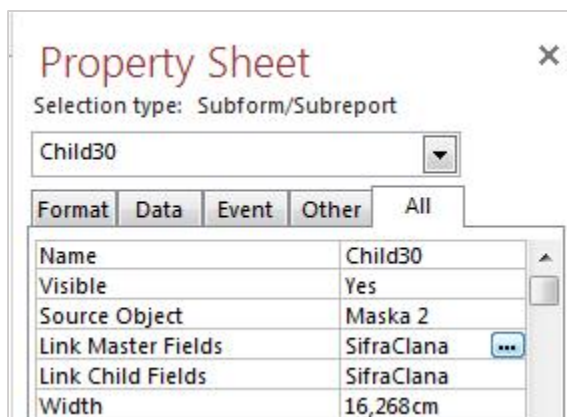 Property Sheet
Selection type: Subform/Subreport
Child30
Format Data Event Other All
Name Child30
Visible Yes
Source Object Maska 2
Link Master Fields SifraClana ...
Link Child Fields SifraClana
Width 16,268cm